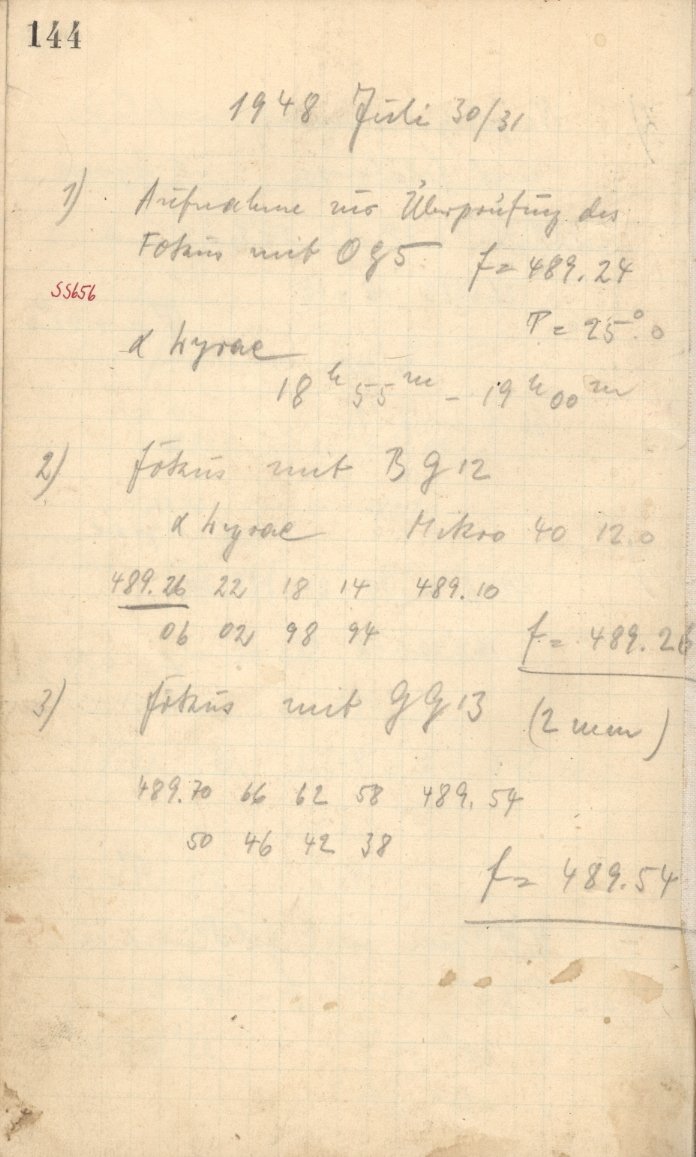 144
1948 Juli 30/31
1) Aufnahme zur Überprüfung des
Fokus mit OG5 f = 489.24
SS656
T = 25°.0
α Lyrae
18h 55m – 19h 00m
2) Fokus mit BG12
α Lyrae Mikro 40 12.0
489.26 22 18 14 489.10
06 02 98 94
f = 489.26
3) Fokus mit GG13 (2 mm)
489.70 66 62 58 489.54
50 46 42 38
f = 489.54